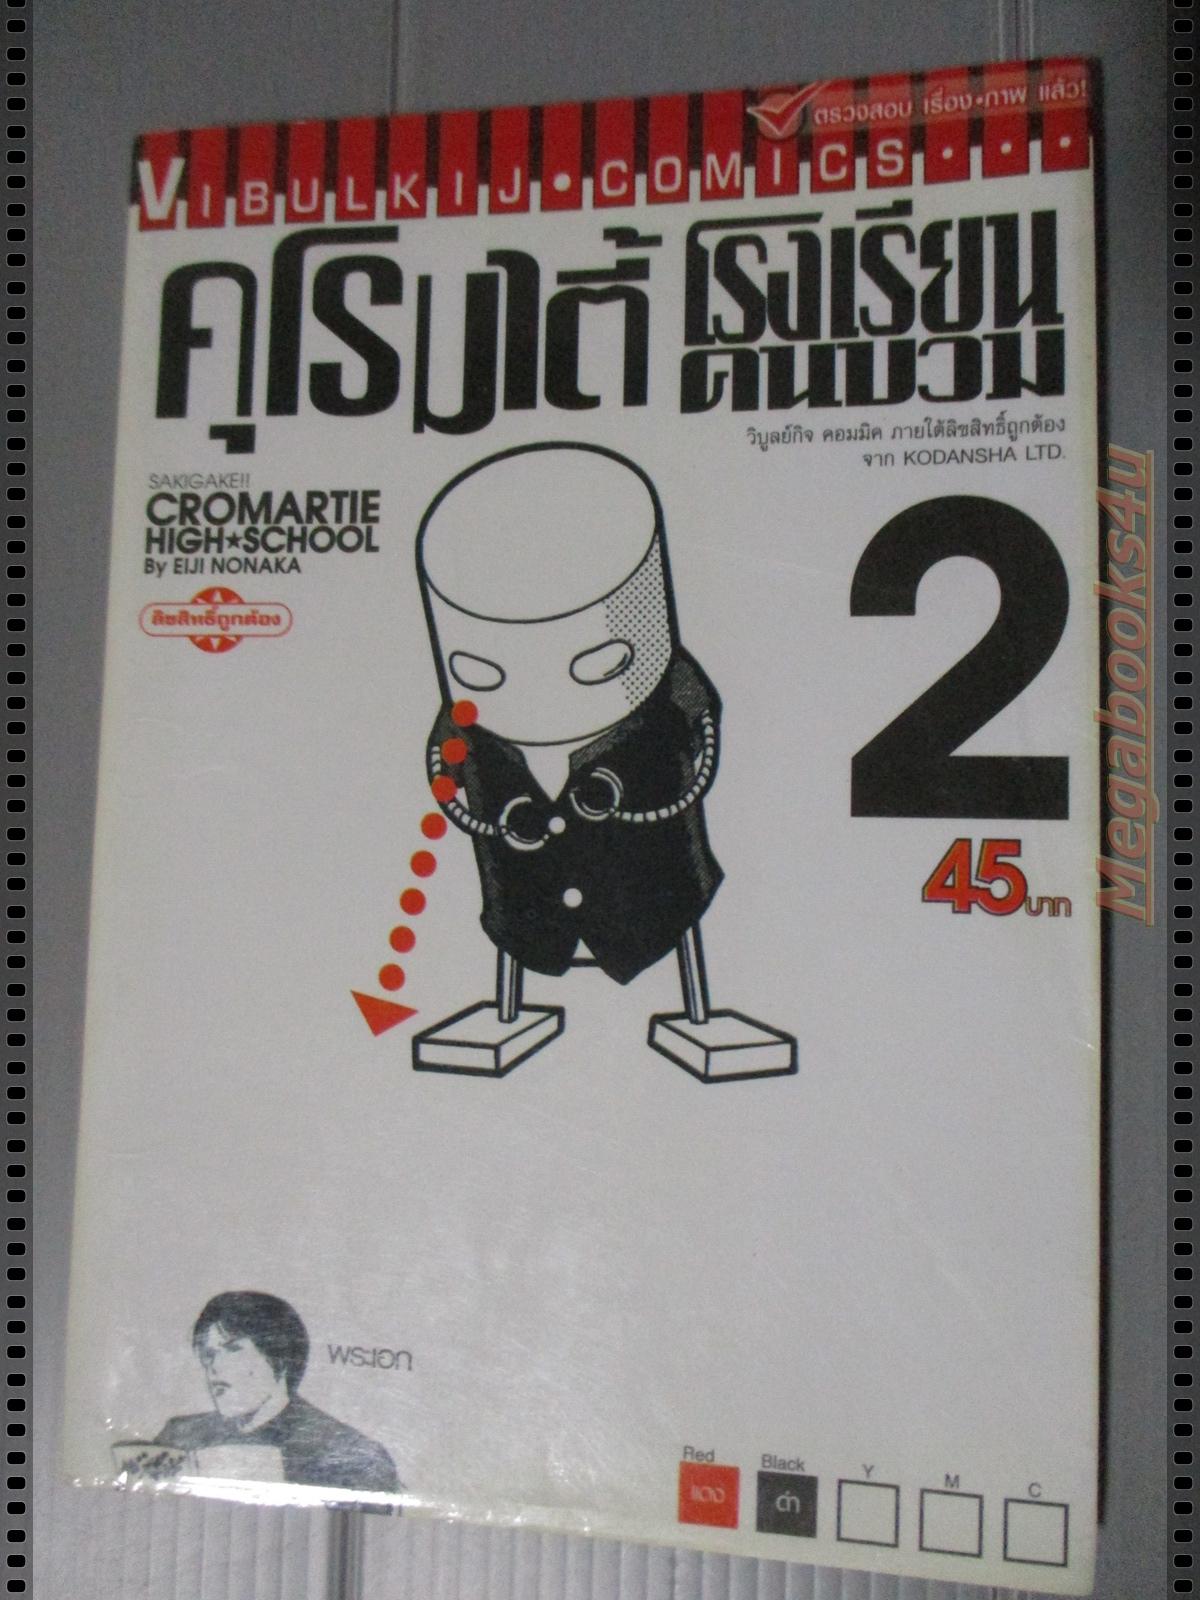 ตรวจสอบ เรื่อง•ภาพ แล้ว!
VIBULKIJ•COMICS•••
คุโรมาตี้ โรงเรียนคนบวม
วิบูลย์กิจ คอมมิค ภายใต้ลิขสิทธิ์ถูกต้อง
จาก KODANSHA LTD.
SAKIGAKE!!
CROMARTIE
HIGH★SCHOOL
By EIJI NONAKA
ลิขสิทธิ์ถูกต้อง
2
45 บาท
Megabooks4u
พระเอก
Red Black Y M C
แดง ดำ